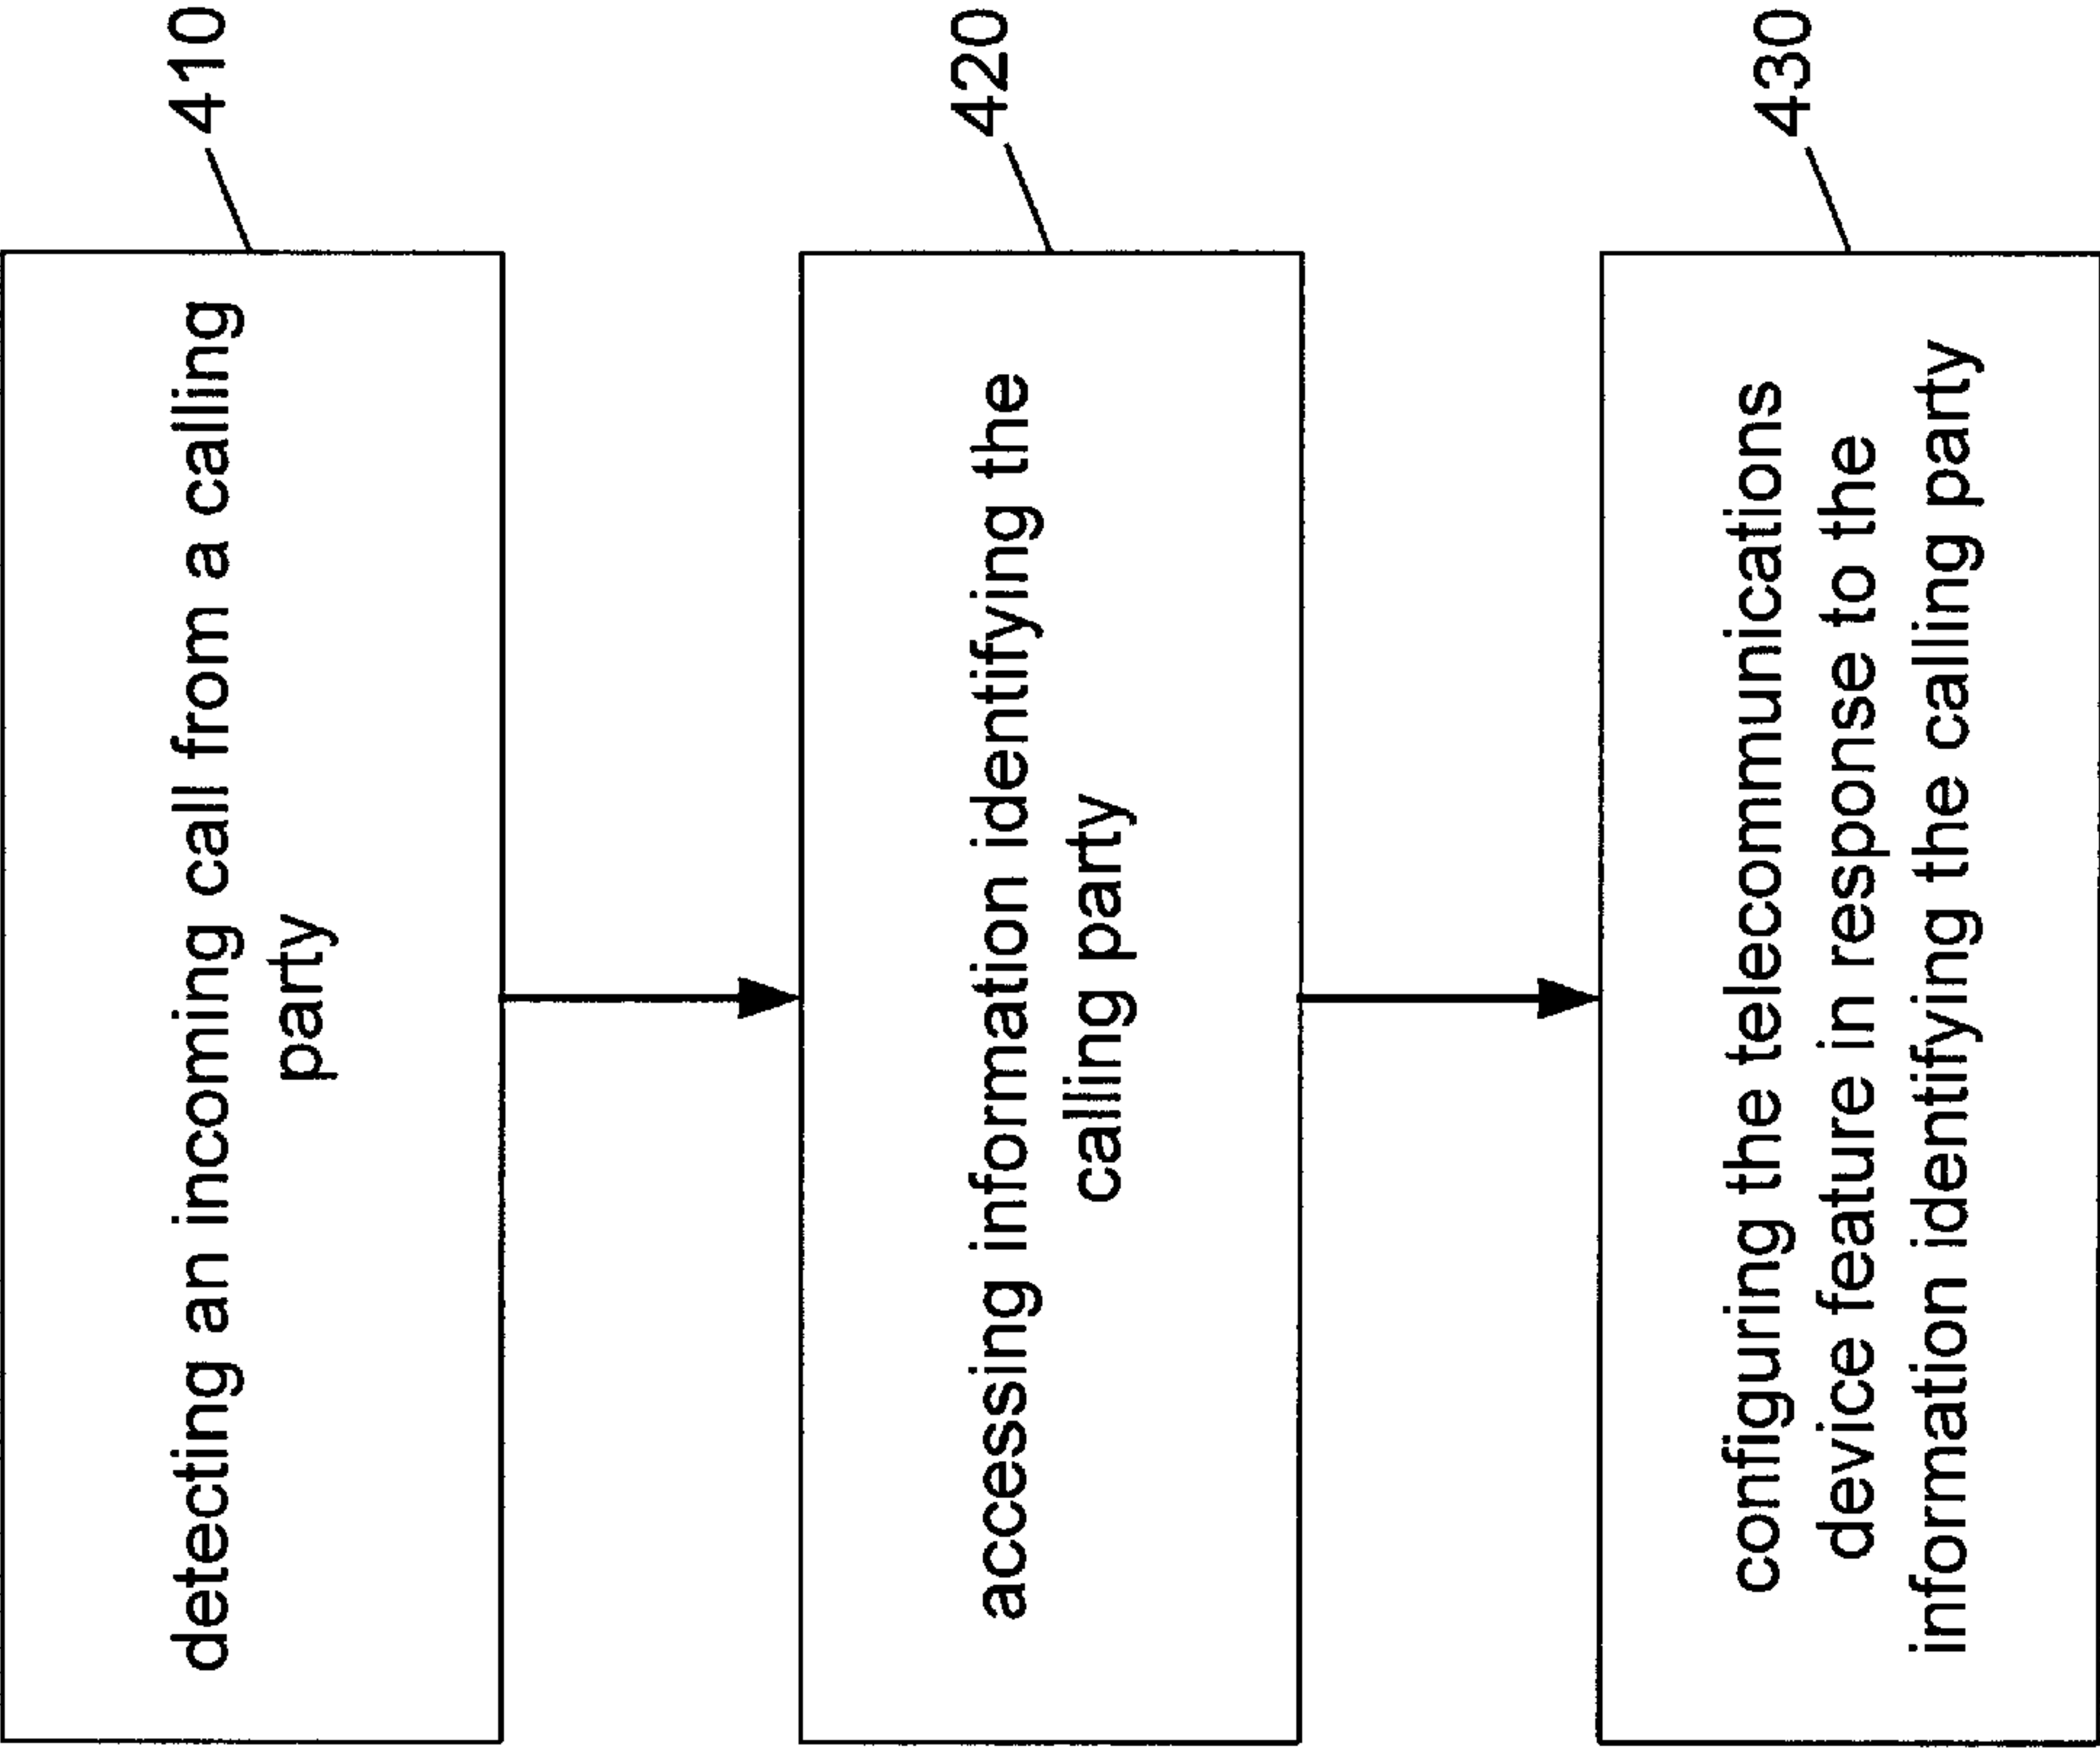 detecting an incoming call from a calling
party
410
accessing information identifying the
calling party
420
configuring the telecommunications
device feature in response to the
information identifying the calling party
430